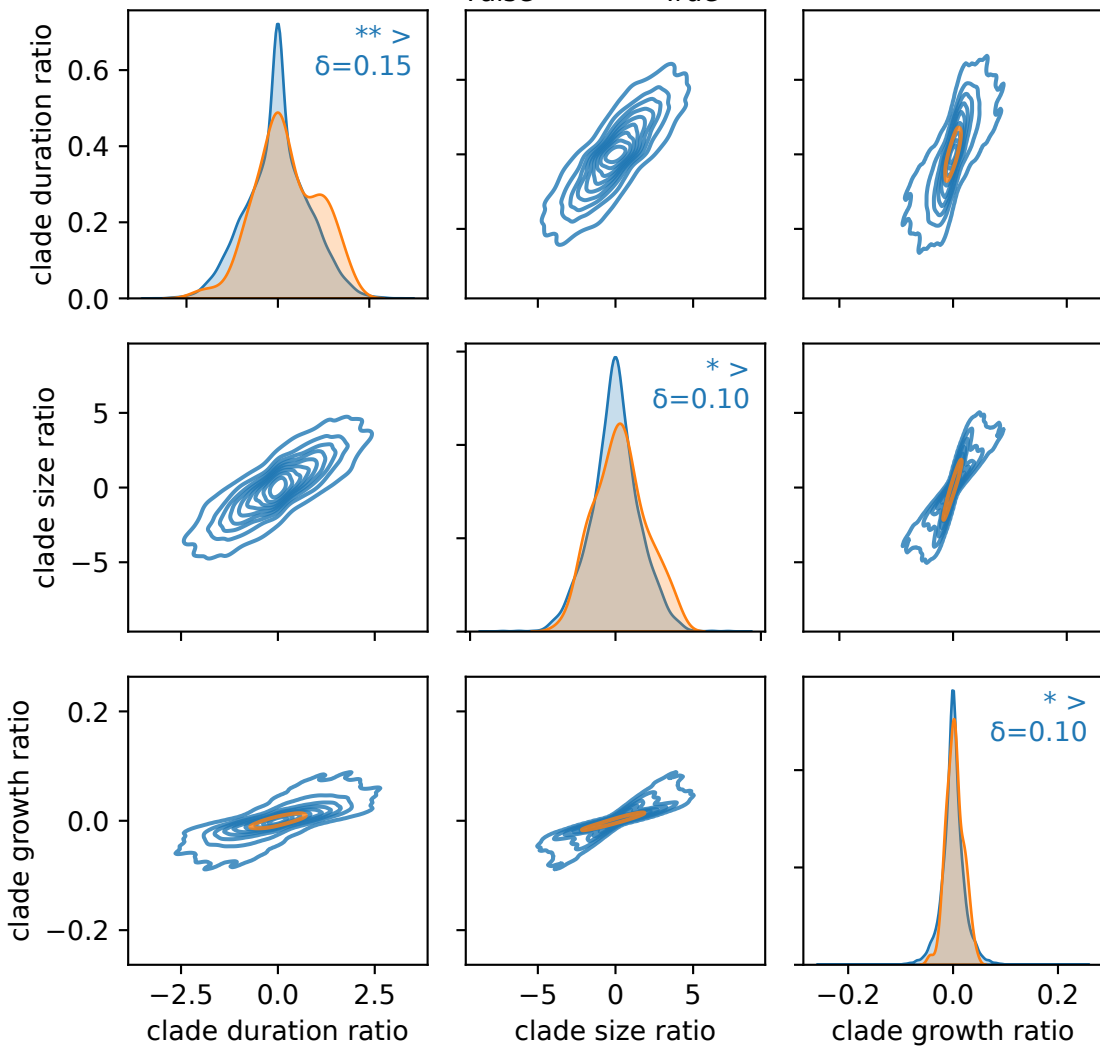 clade duration ratio
0.6
0.4
0.2
0.0
** >
δ=0.15
clade size ratio
5
0
−5
* >
δ=0.10
clade growth ratio
0.2
0.0
−0.2
* >
δ=0.10
−2.5 0.0 2.5
−5 0 5
−0.2 0.0 0.2
clade duration ratio
clade size ratio
clade growth ratio